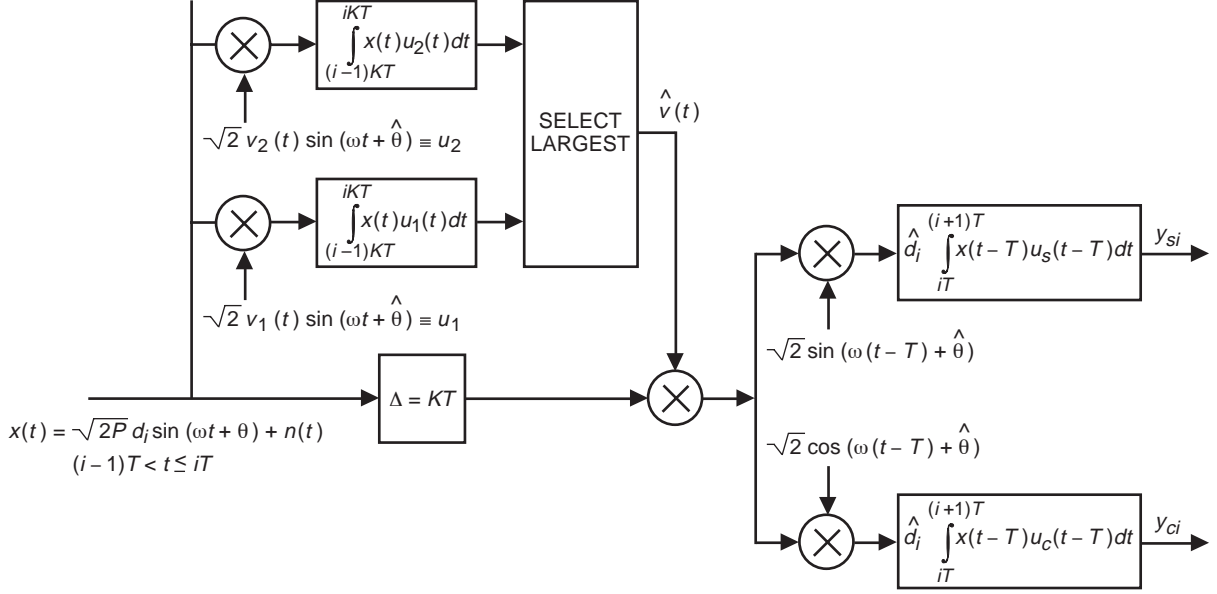 iKT
∫ x(t)u₂(t)dt
(i – 1)KT
√2 v₂ (t) sin (ωt + θ̂) ≡ u₂
SELECT
LARGEST
v̂(t)
iKT
∫ x(t)u₁(t)dt
(i – 1)KT
√2 v₁ (t) sin (ωt + θ̂) ≡ u₁
Δ = KT
x(t) = √2P dᵢ sin (ωt + θ) + n(t)
(i – 1)T < t ≤ iT
(i +1)T
d̂ᵢ ∫ x(t – T)uₛ(t – T)dt
iT
y_si
√2 sin (ω(t – T) + θ̂)
√2 cos (ω(t – T) + θ̂)
(i +1)T
d̂ᵢ ∫ x(t – T)u_c(t – T)dt
iT
y_ci